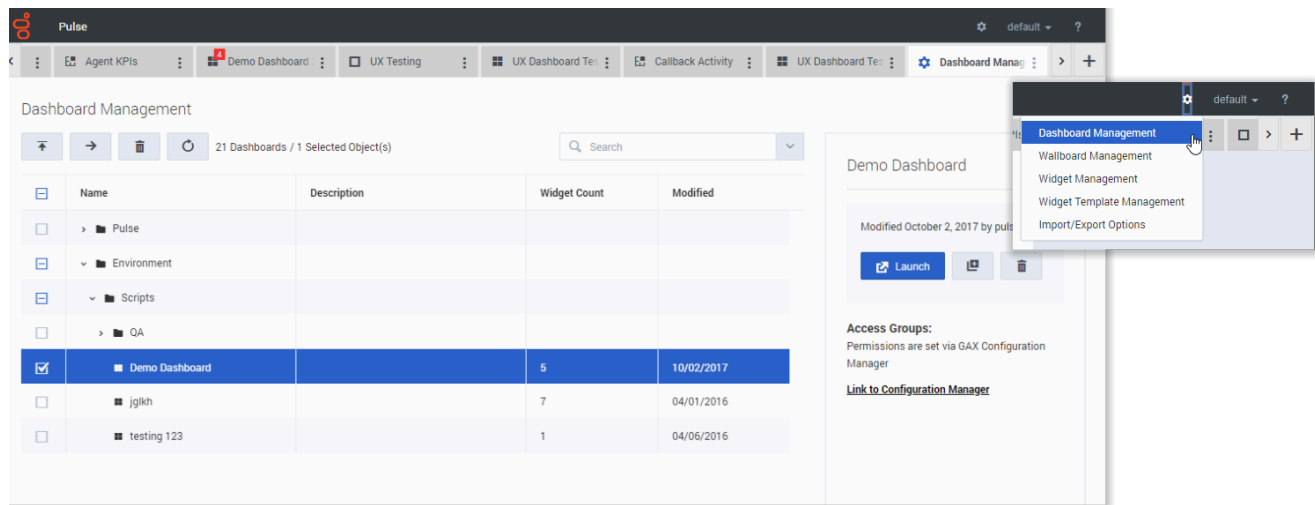 Pulse
default
?
Agent KPIs
4
Demo Dashboard
UX Testing
UX Dashboard Tes
Callback Activity
UX Dashboard Tes
Dashboard Manag
Dashboard Management
21 Dashboards / 1 Selected Object(s)
Search
Name
Description
Widget Count
Modified
Pulse
Environment
Scripts
QA
Demo Dashboard
5
10/02/2017
jglkh
7
04/01/2016
testing 123
1
04/06/2016
Demo Dashboard
Modified October 2, 2017 by puls
Launch
Access Groups:
Permissions are set via GAX Configuration
Manager
Link to Configuration Manager
default
?
Dashboard Management
Wallboard Management
Widget Management
Widget Template Management
Import/Export Options